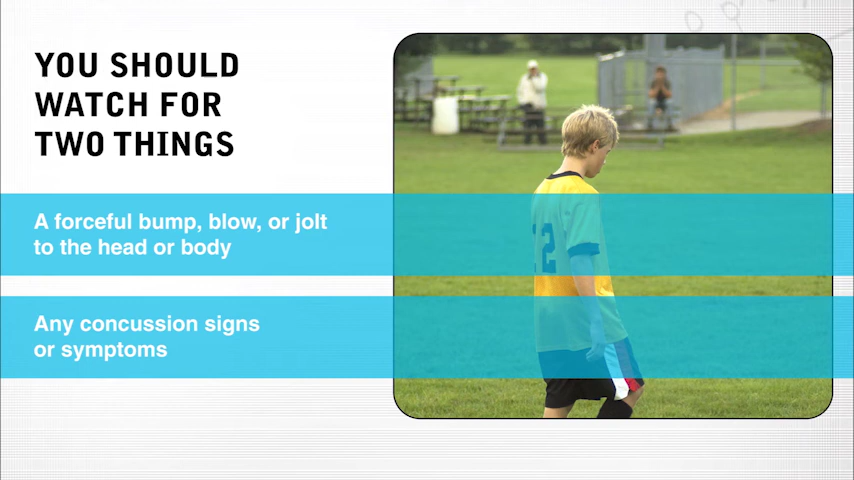 YOU SHOULD
WATCH FOR
TWO THINGS
A forceful bump, blow, or jolt
to the head or body
Any concussion signs
or symptoms
12